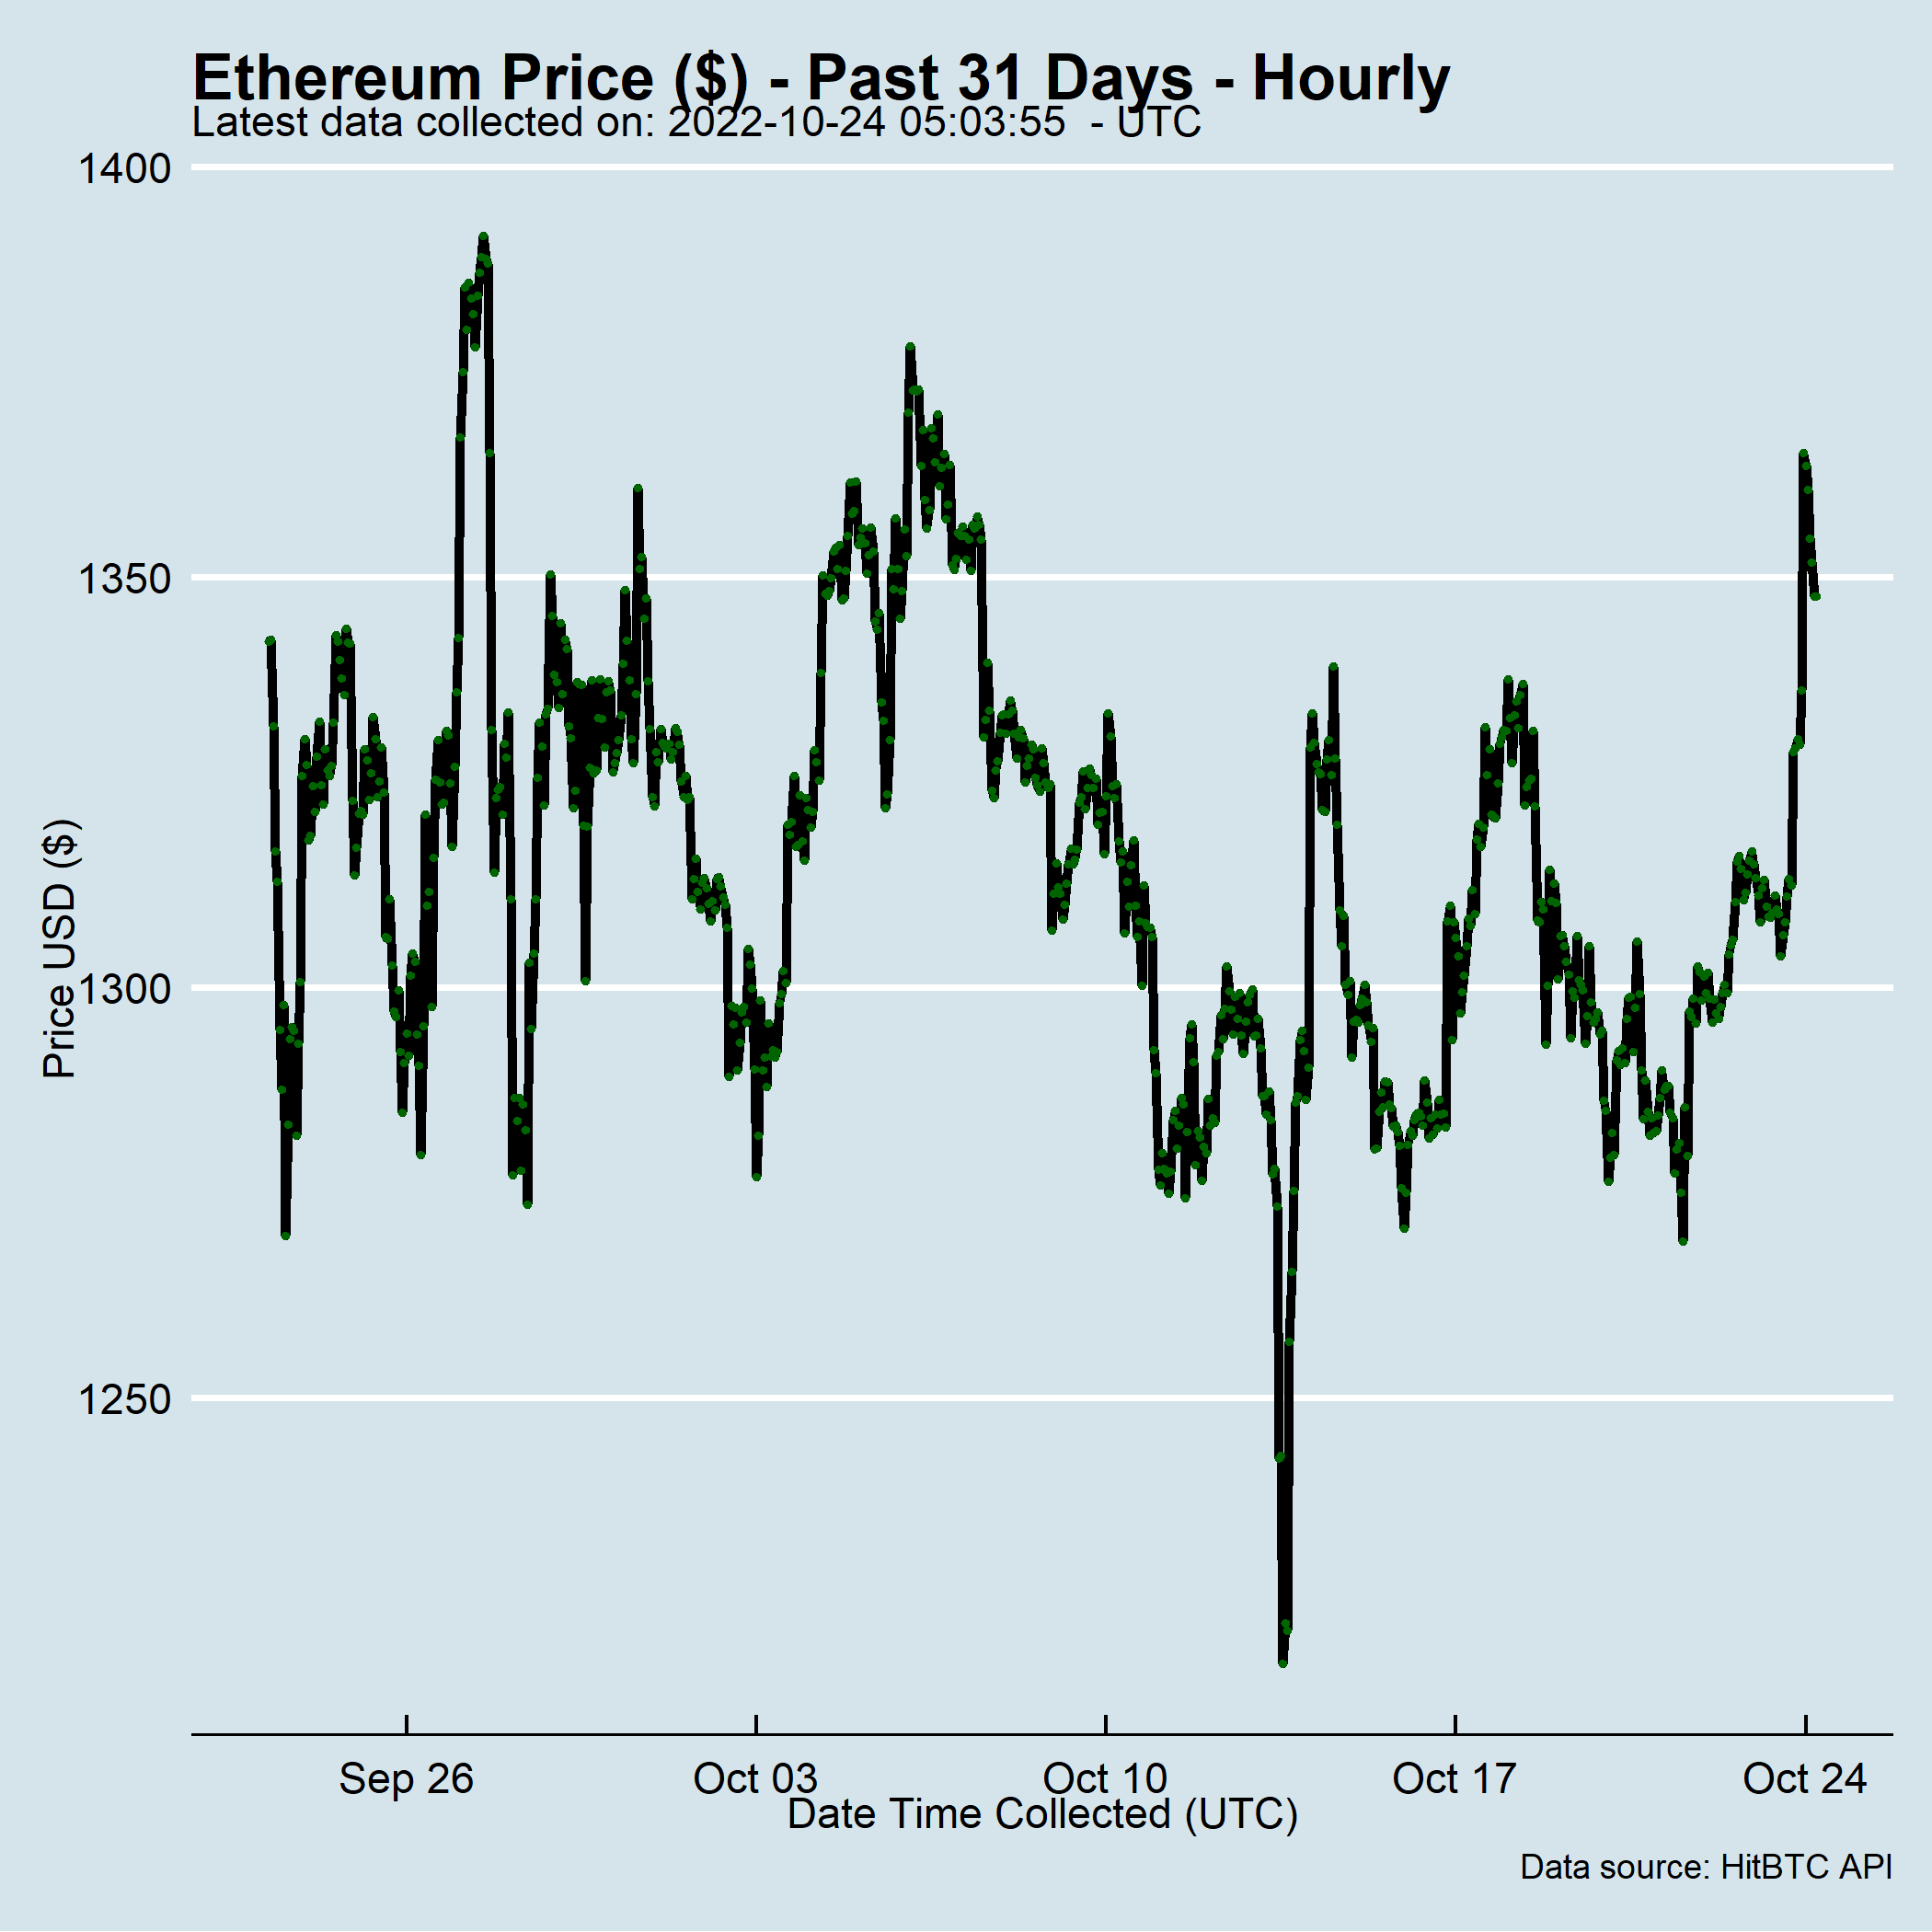 Ethereum Price ($) - Past 31 Days - Hourly
Latest data collected on: 2022-10-24 05:03:55  - UTC
1400
1350
1300
1250
Price USD ($)
Sep 26 Oct 03 Oct 10 Oct 17 Oct 24
Date Time Collected (UTC)
Data source: HitBTC API